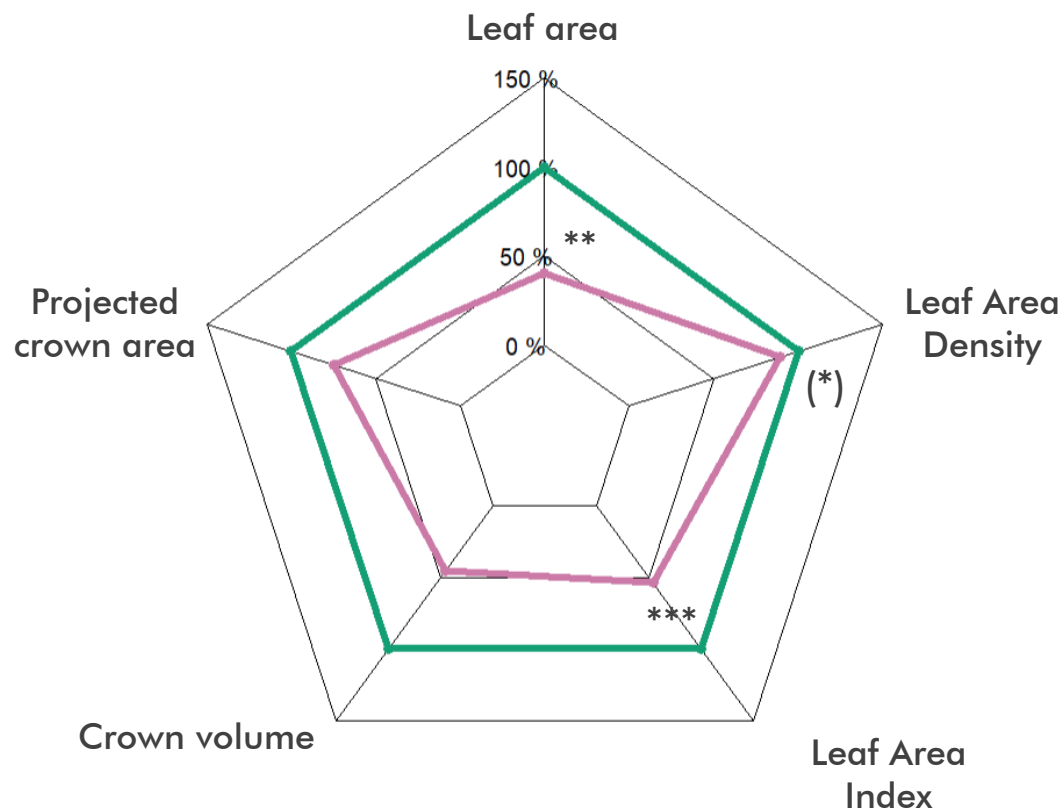 Leaf area
150 %
100 %
**
50 %
Projected
crown area
Leaf Area
Density
0 %
(*)
***
Crown volume
Leaf Area
Index